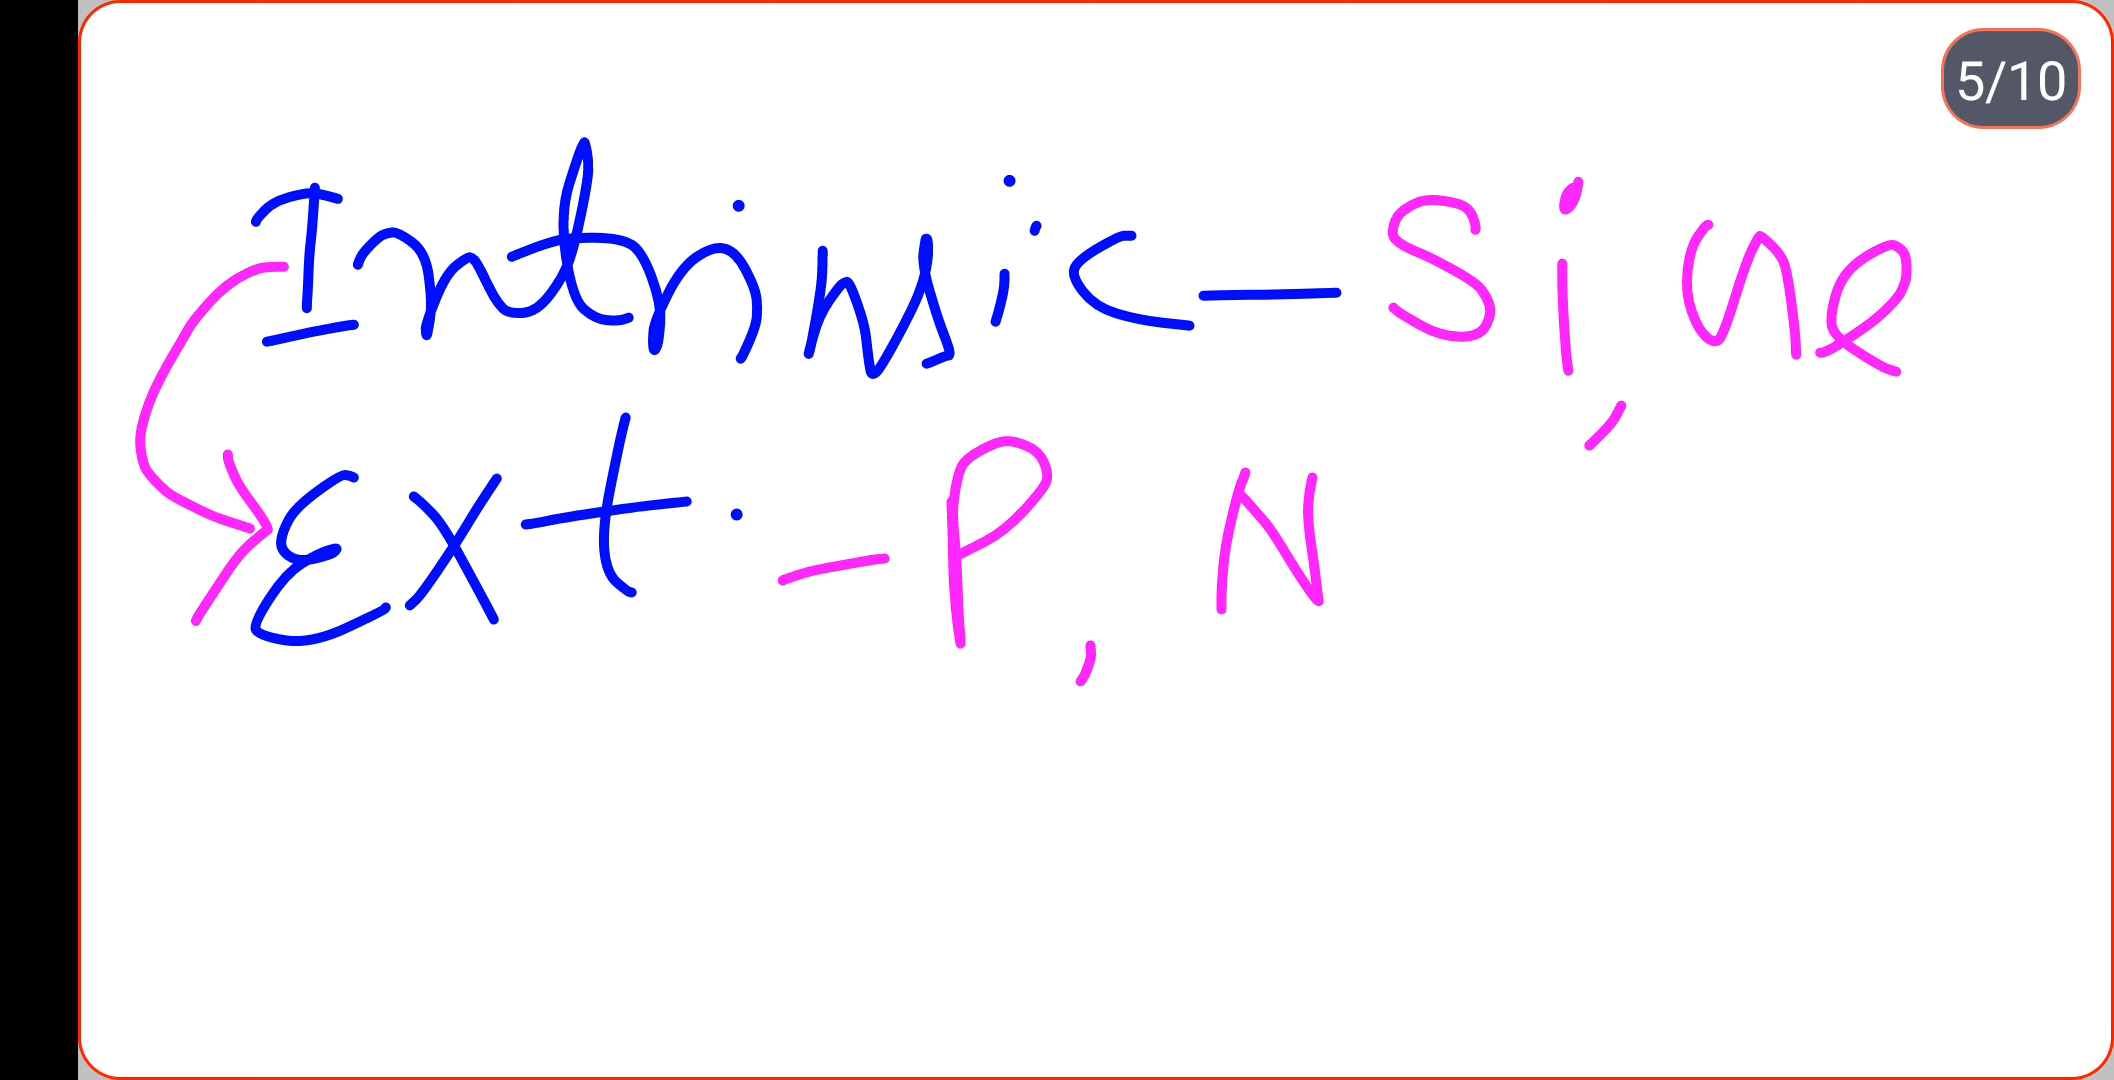 5/10
Intrinsic — Si, Ge
Ext. — P, N